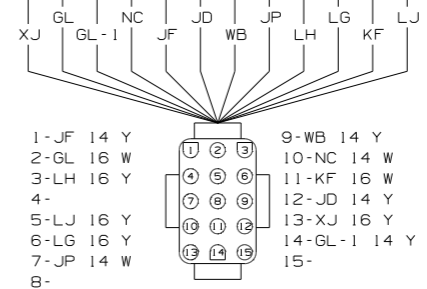 GL NC JD JP LG LJ
XJ GL-1 JF WB LH KF
1-JF 14 Y
2-GL 16 W
3-LH 16 Y
4-
5-LJ 16 Y
6-LG 16 Y
7-JP 14 W
8-
1 2 3
4 5 6
7 8 9
10 11 12
13 14 15
9-WB 14 Y
10-NC 14 W
11-KF 16 W
12-JD 14 Y
13-XJ 16 Y
14-GL-1 14 Y
15-